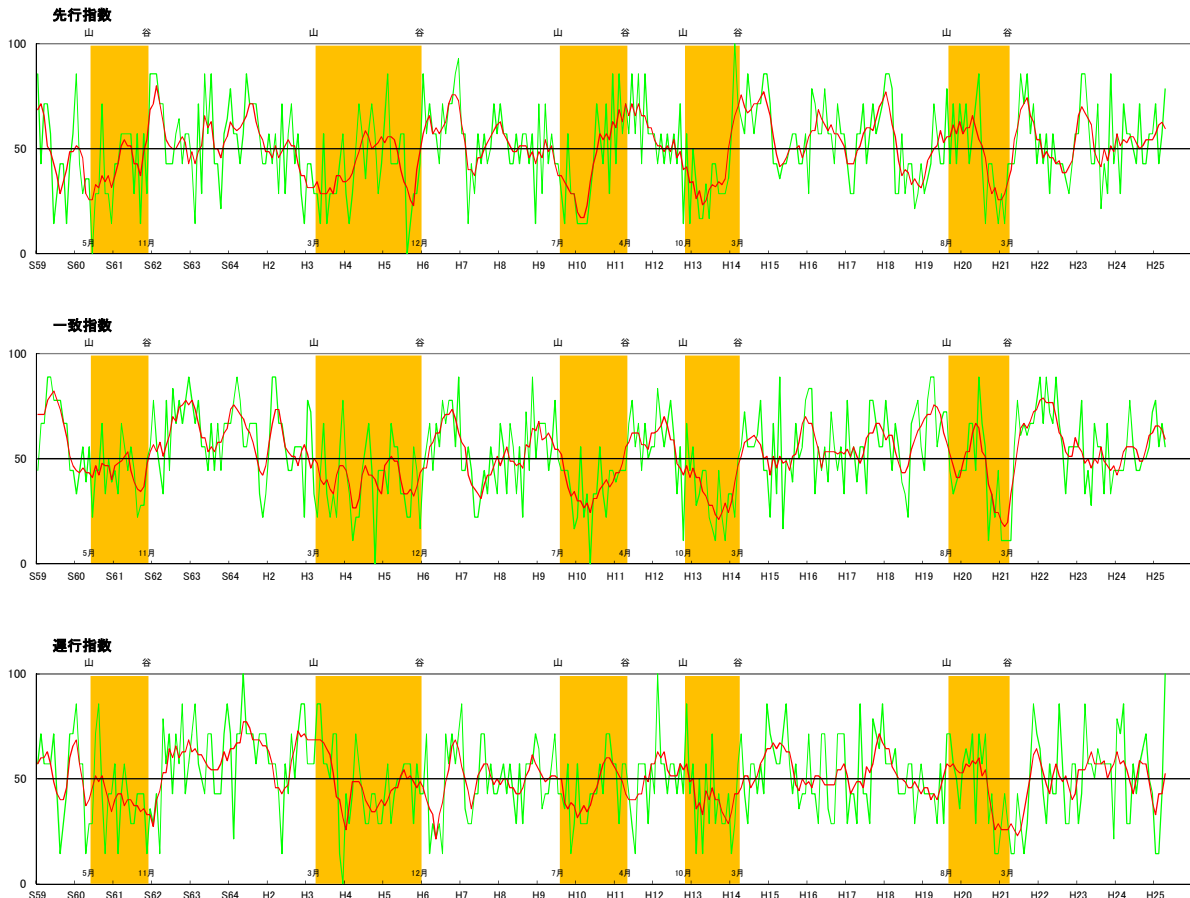 先行指数
山 谷 山 谷 山 谷 山 谷 山 谷
100
50
0
5月 11月 3月 12月 7月 4月 10月 3月 8月 3月
S59 S60 S61 S62 S63 S64 H2 H3 H4 H5 H6 H7 H8 H9 H10 H11 H12 H13 H14 H15 H16 H17 H18 H19 H20 H21 H22 H23 H24 H25
一致指数
山 谷 山 谷 山 谷 山 谷 山 谷
100
50
0
5月 11月 3月 12月 7月 4月 10月 3月 8月 3月
S59 S60 S61 S62 S63 S64 H2 H3 H4 H5 H6 H7 H8 H9 H10 H11 H12 H13 H14 H15 H16 H17 H18 H19 H20 H21 H22 H23 H24 H25
遅行指数
山 谷 山 谷 山 谷 山 谷 山 谷
100
50
0
5月 11月 3月 12月 7月 4月 10月 3月 8月 3月
S59 S60 S61 S62 S63 S64 H2 H3 H4 H5 H6 H7 H8 H9 H10 H11 H12 H13 H14 H15 H16 H17 H18 H19 H20 H21 H22 H23 H24 H25